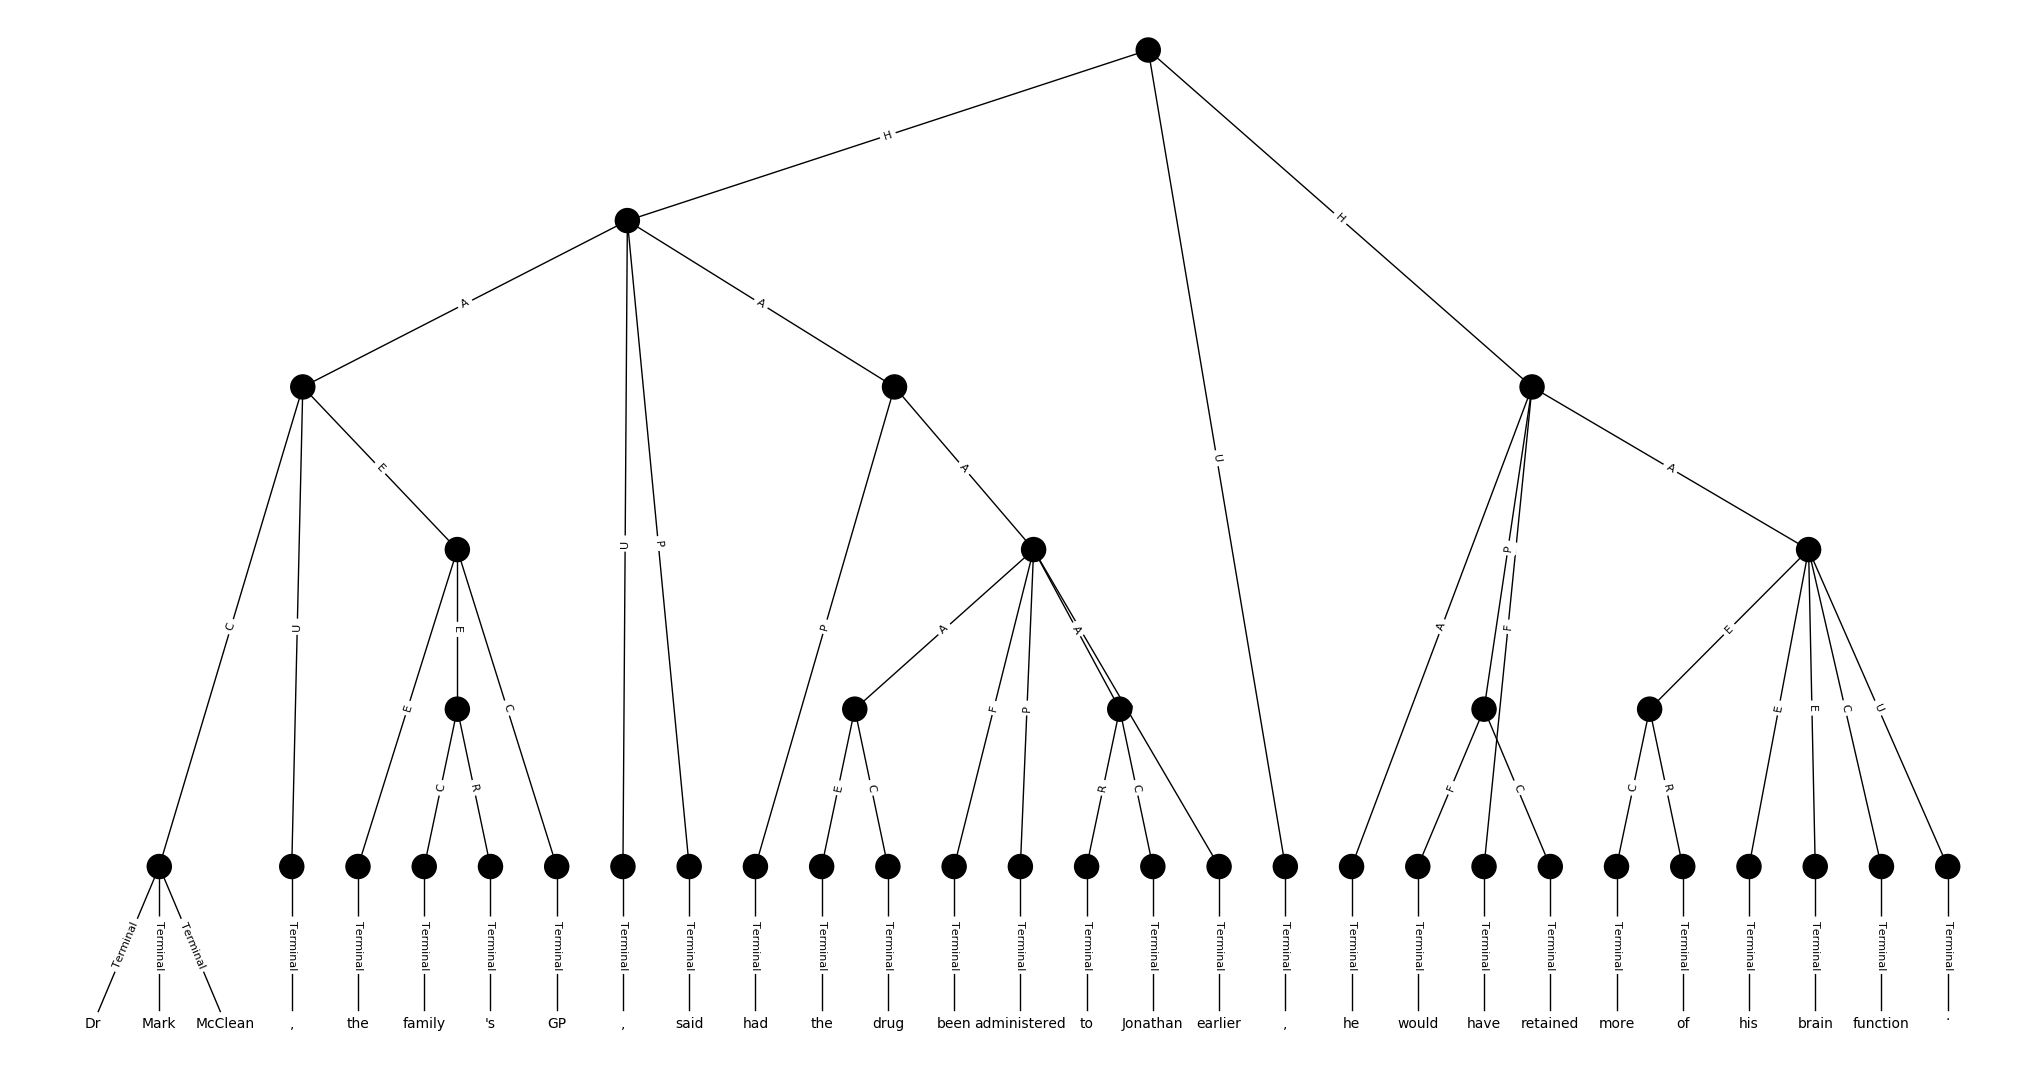 H
H
U
A
A
E
A
A
U
P
P
C
U
E
P
A
A
A
F
E
E
C
F
P
E
E
C
U
C
R
E
C
R
C
F
C
C
R
Terminal Terminal Terminal Terminal Terminal Terminal Terminal Terminal Terminal Terminal Terminal Terminal Terminal Terminal Terminal Terminal Terminal Terminal Terminal Terminal Terminal Terminal Terminal Terminal Terminal Terminal Terminal Terminal Terminal
Dr Mark McClean , the family 's GP , said had the drug been administered to Jonathan earlier , he would have retained more of his brain function .